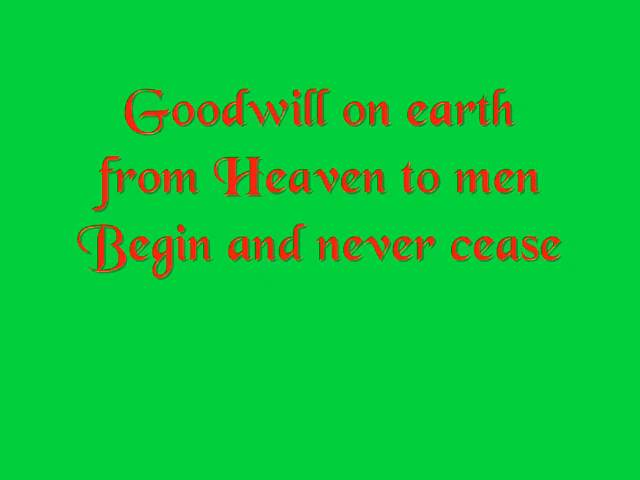 Goodwill on earth
from Heaven to men
Begin and never cease